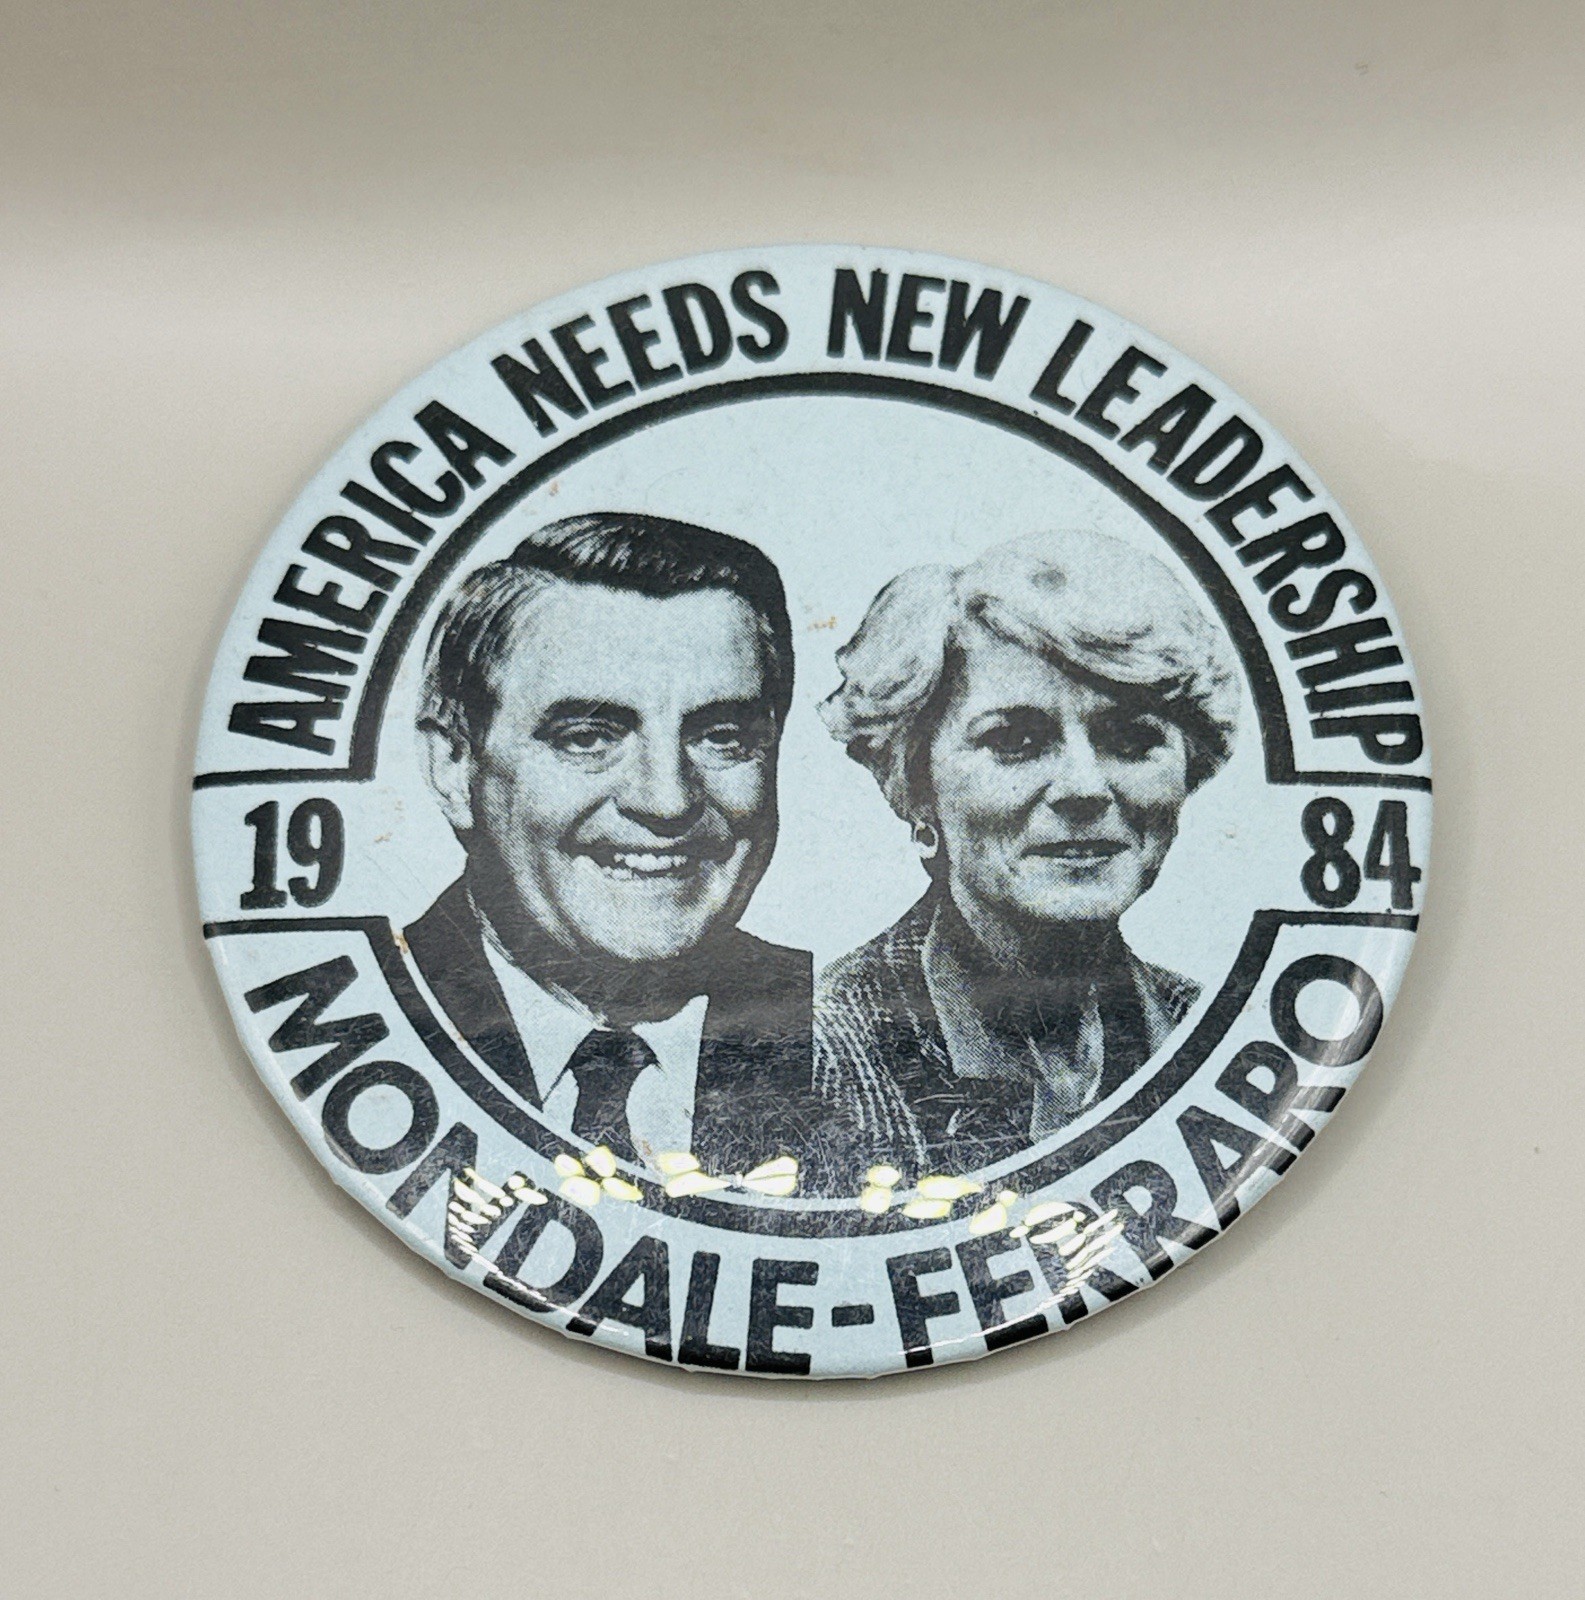 AMERICA NEEDS NEW LEADERSHIP
19 84
MONDALE-FERRARO